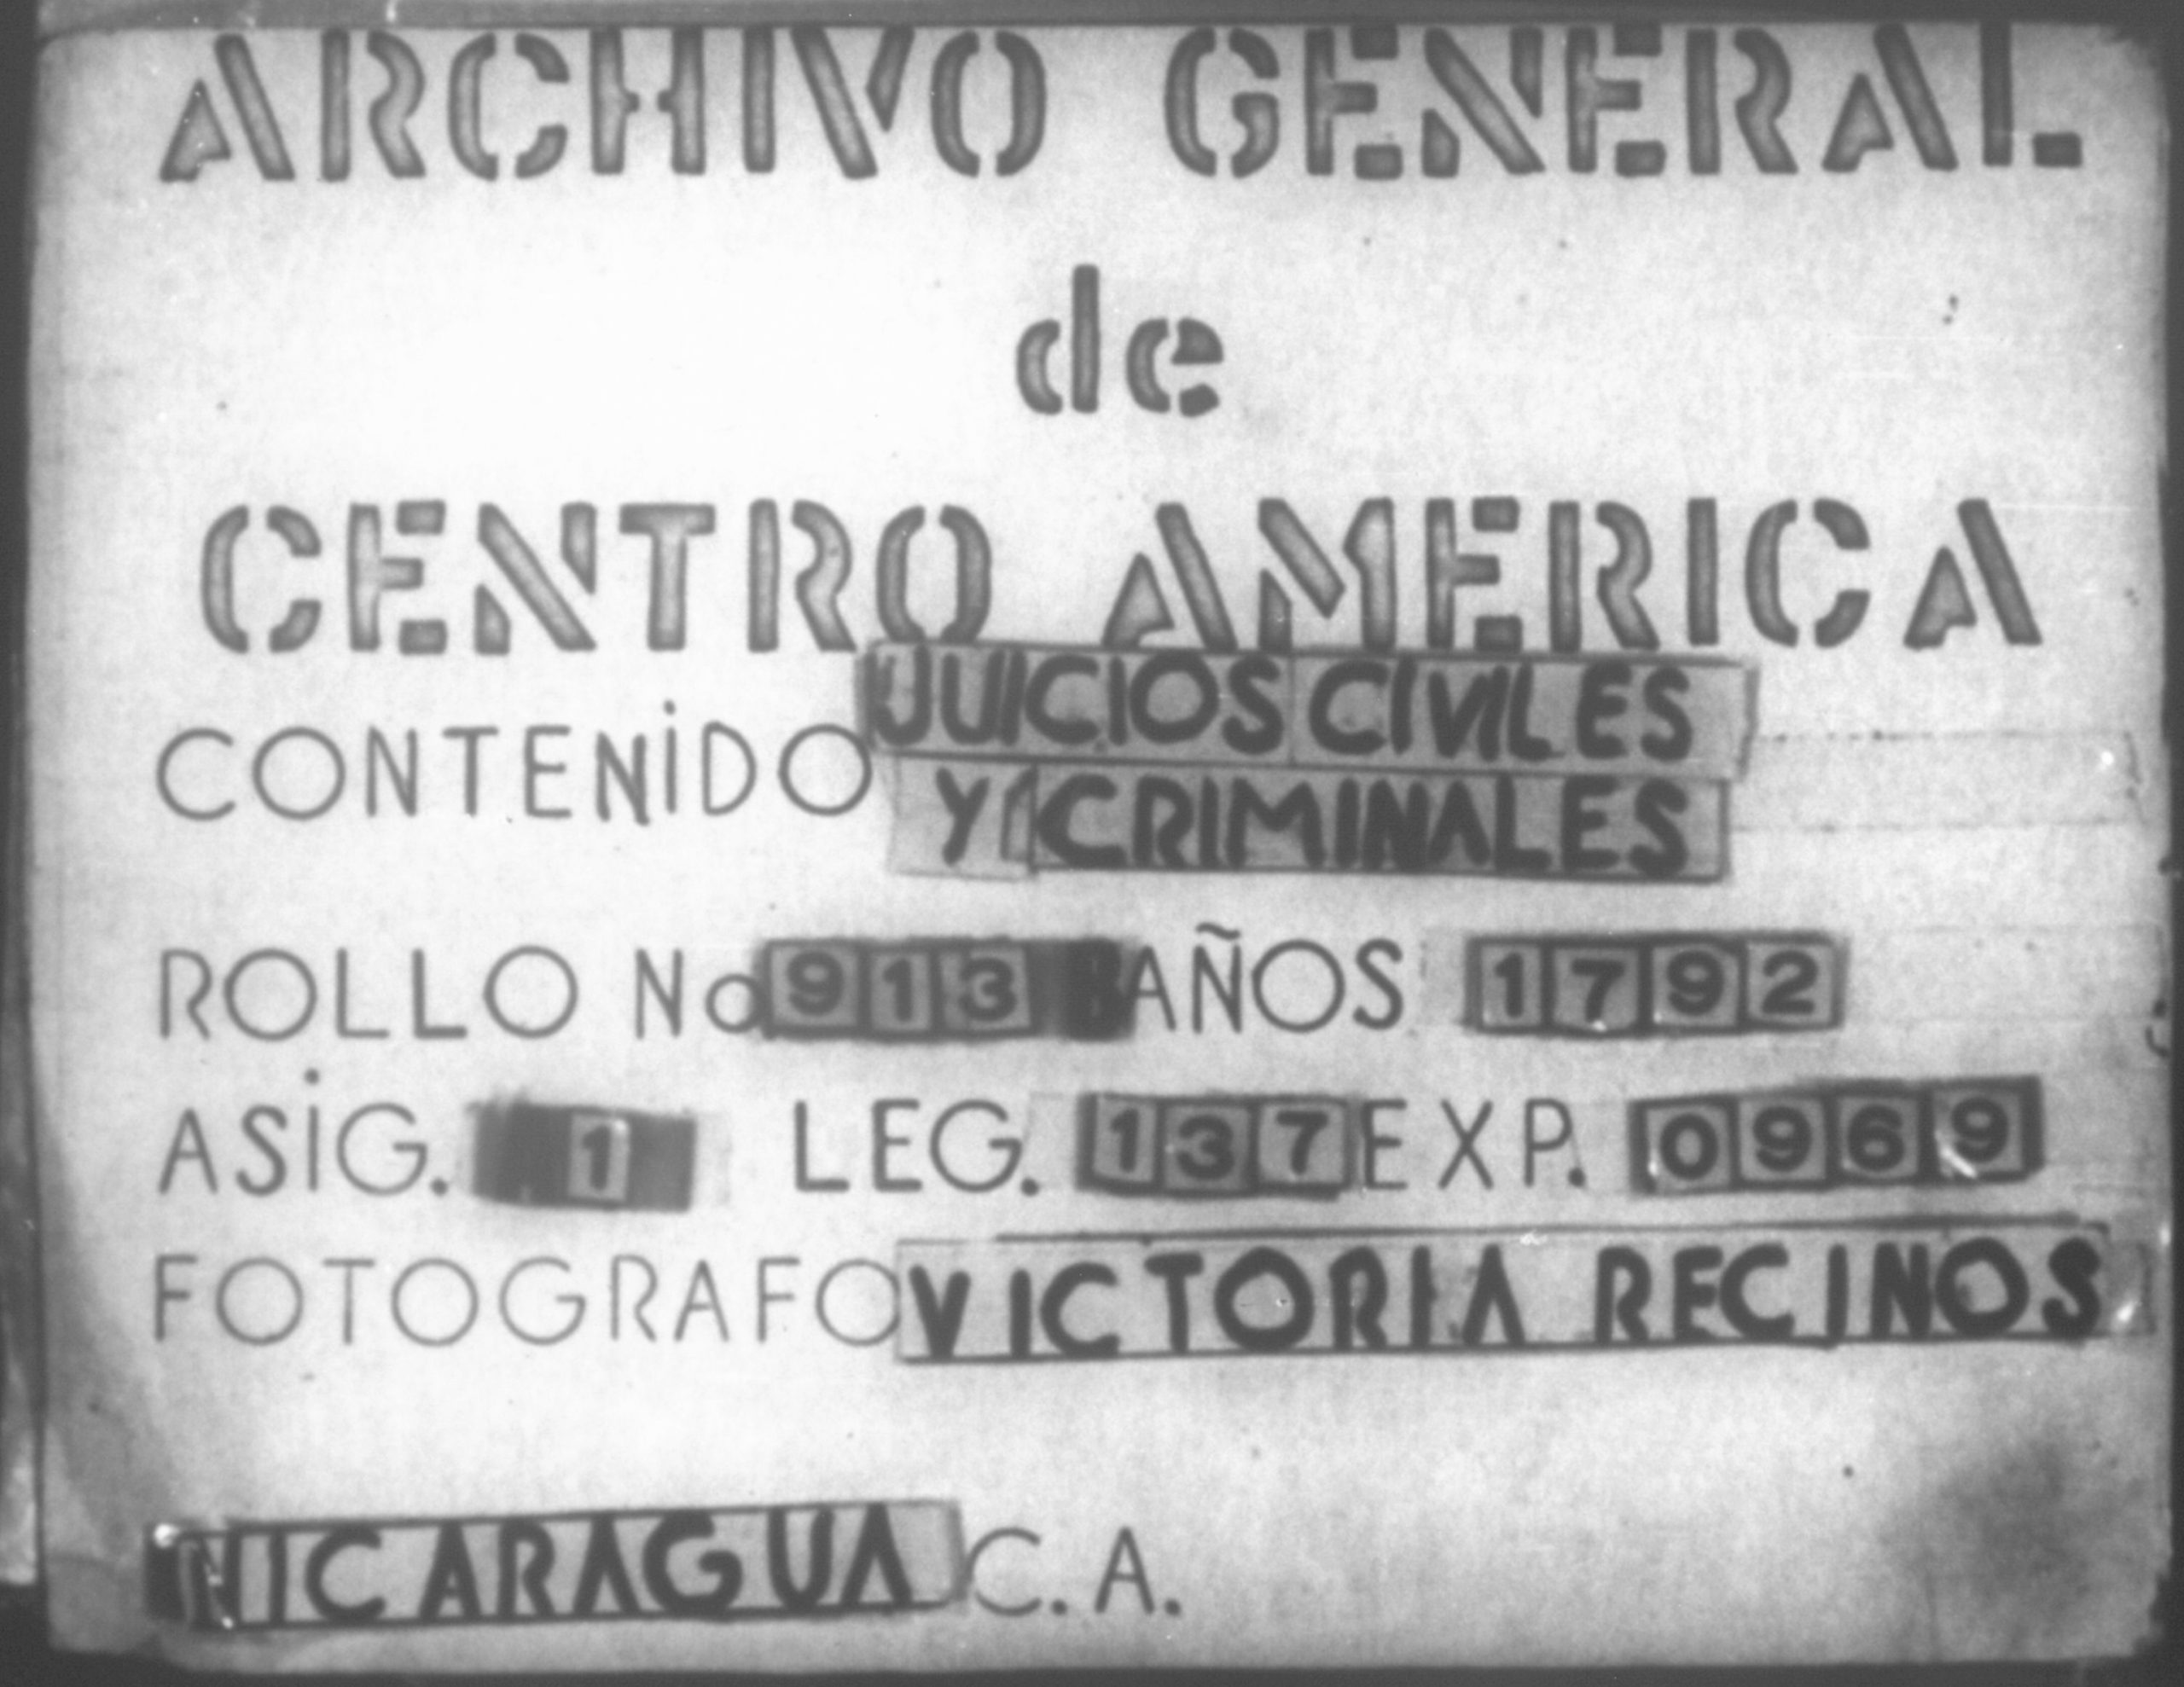 ARCHIVO GENERAL
de
CENTRO AMERICA
CONTENIDO JUICIOS CIVILES
Y CRIMINALES
ROLLO No 913 AÑOS 1792
ASIG. 1 LEG. 137 EXP. 0969
FOTOGRAFO VICTORIA RECINOS
NICARAGUA C.A.